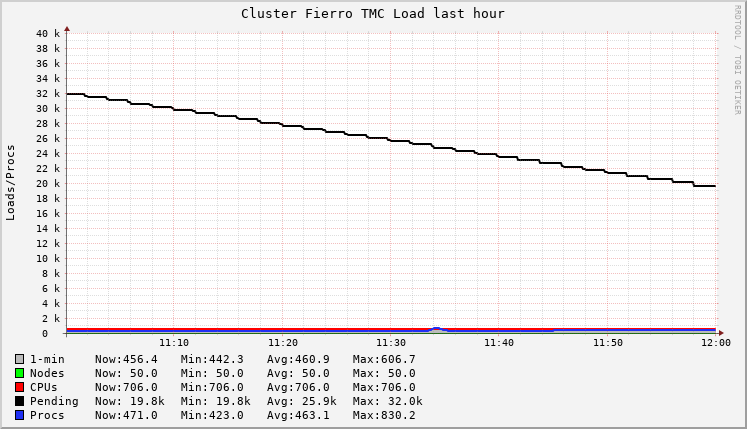 Cluster Fierro TMC Load last hour
RRDTOOL / TOBI OETIKER
Loads/Procs
40 k
38 k
36 k
34 k
32 k
30 k
28 k
26 k
24 k
22 k
20 k
18 k
16 k
14 k
12 k
10 k
8 k
6 k
4 k
2 k
0
11:10 11:20 11:30 11:40 11:50 12:00
1-min Now:456.4 Min:442.3 Avg:460.9 Max:606.7
Nodes Now: 50.0 Min: 50.0 Avg: 50.0 Max: 50.0
CPUs Now:706.0 Min:706.0 Avg:706.0 Max:706.0
Pending Now: 19.8k Min: 19.8k Avg: 25.9k Max: 32.0k
Procs Now:471.0 Min:423.0 Avg:463.1 Max:830.2